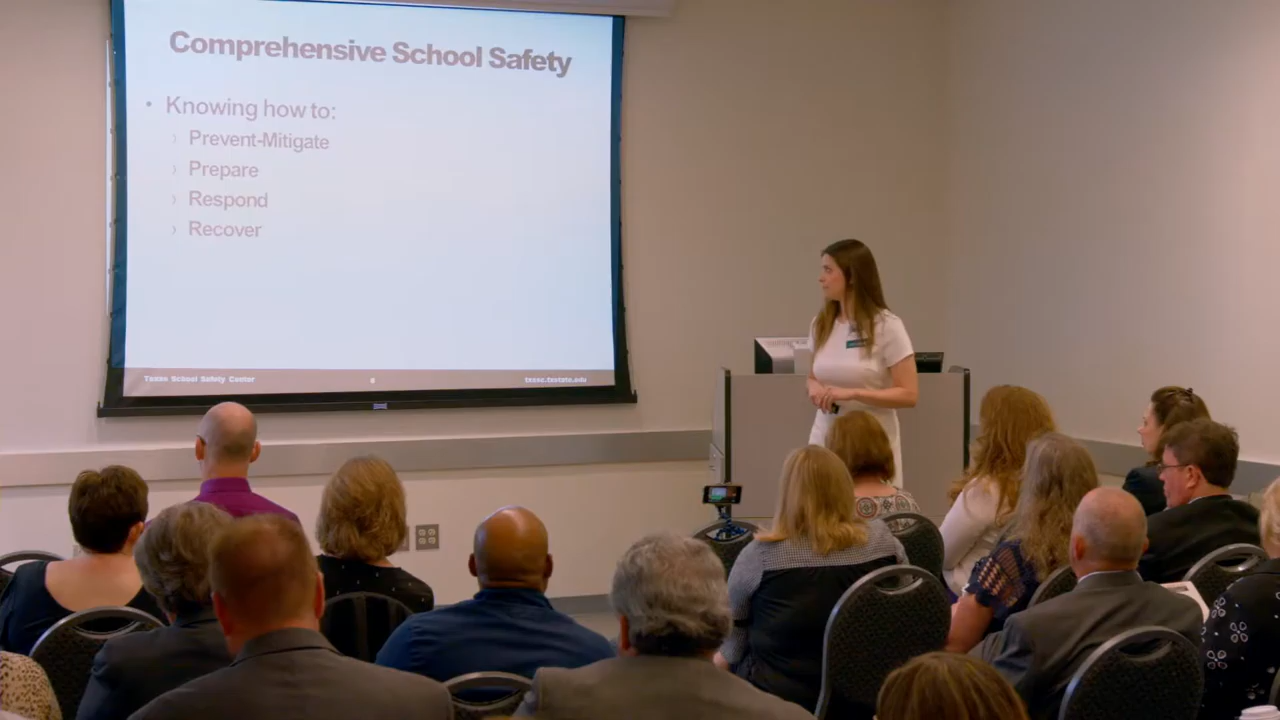 Comprehensive School Safety
• Knowing how to:
› Prevent-Mitigate
› Prepare
› Respond
› Recover
Texas School Safety Center
txssc.txstate.edu